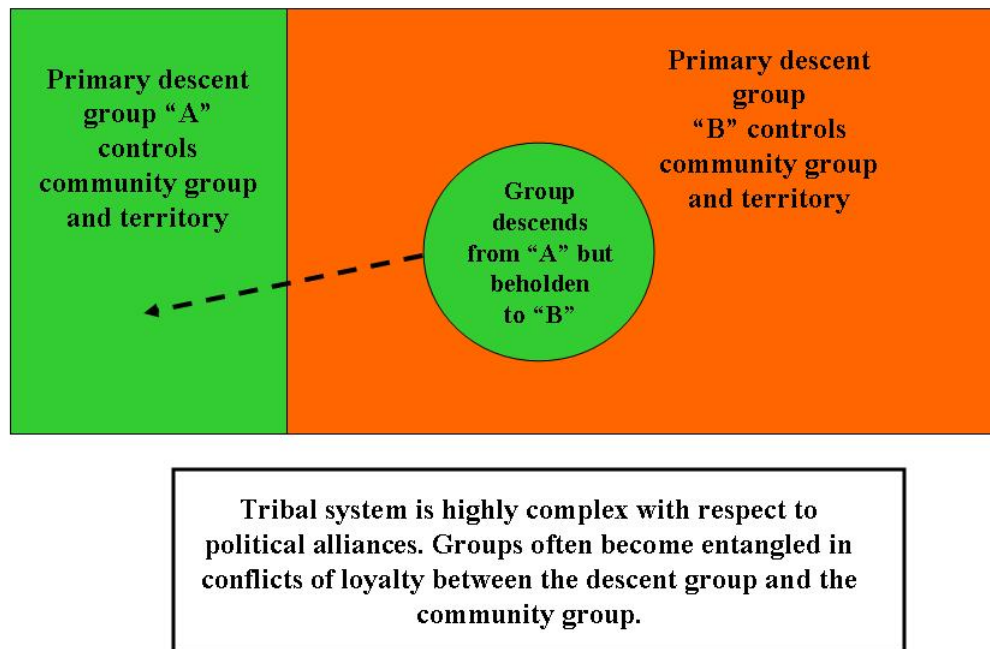 Primary descent
group “A”
controls
community group
and territory
Primary descent
group
“B” controls
community group
and territory
Group
descends
from “A” but
beholden
to “B”
Tribal system is highly complex with respect to
political alliances. Groups often become entangled in
conflicts of loyalty between the descent group and the
community group.